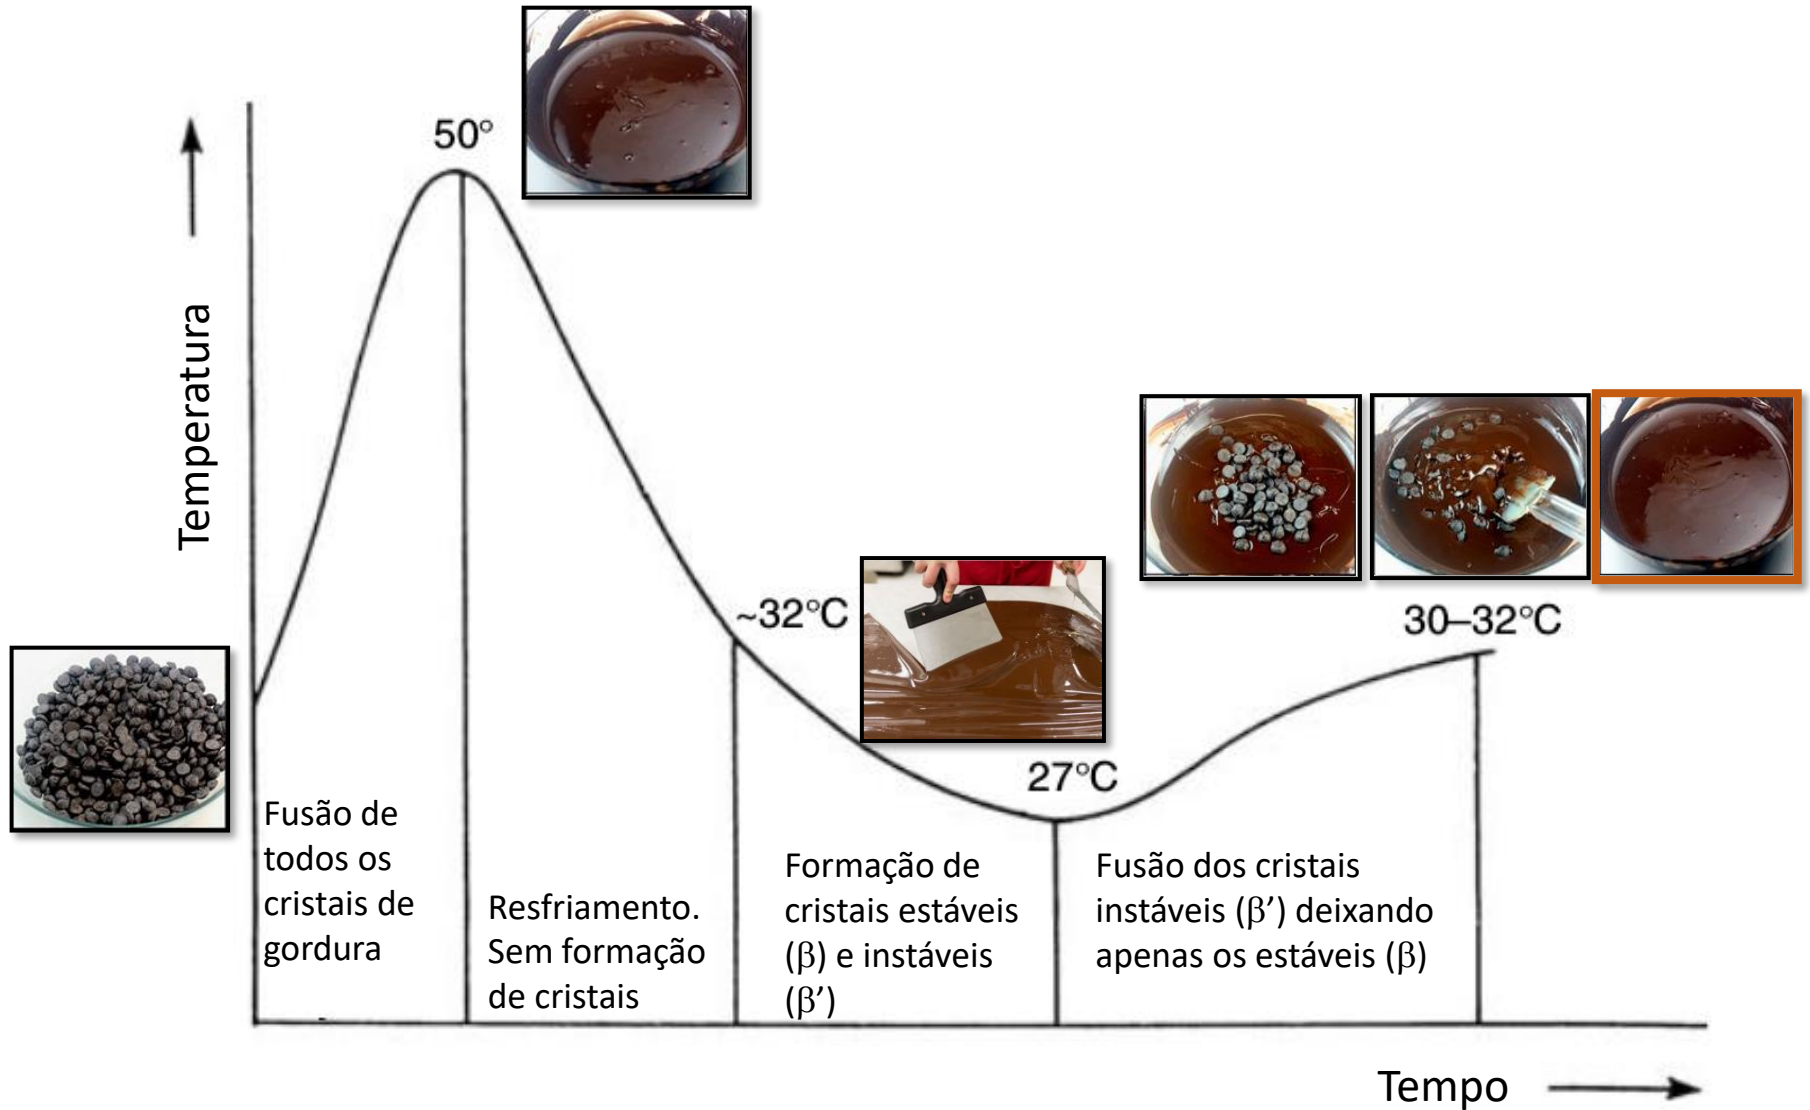 50°
Temperatura
~32°C
30–32°C
27°C
Fusão de
todos os
cristais de
gordura
Resfriamento.
Sem formação
de cristais
Formação de
cristais estáveis
(β) e instáveis
(β’)
Fusão dos cristais
instáveis (β’) deixando
apenas os estáveis (β)
Tempo